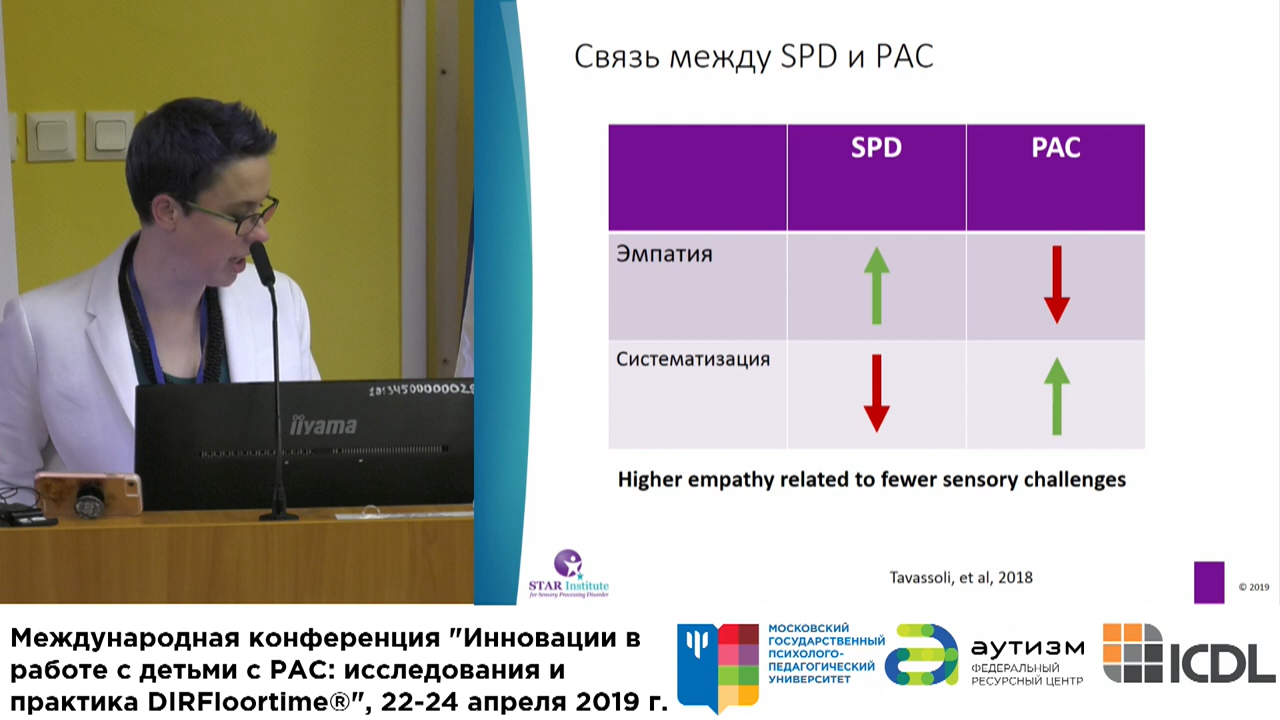 Связь между SPD и РАС
SPD
РАС
Эмпатия
Систематизация
Higher empathy related to fewer sensory challenges
Tavassoli, et al, 2018
STAR Institute
for Sensory Processing Disorder
© 2019
iiyama
Международная конференция "Инновации в
работе с детьми с РАС: исследования и
практика DIRFloortime®", 22-24 апреля 2019 г.
МОСКОВСКИЙ
ГОСУДАРСТВЕННЫЙ
ПСИХОЛОГО-
ПЕДАГОГИЧЕСКИЙ
УНИВЕРСИТЕТ
аутизм
ФЕДЕРАЛЬНЫЙ
РЕСУРСНЫЙ ЦЕНТР
ICDL